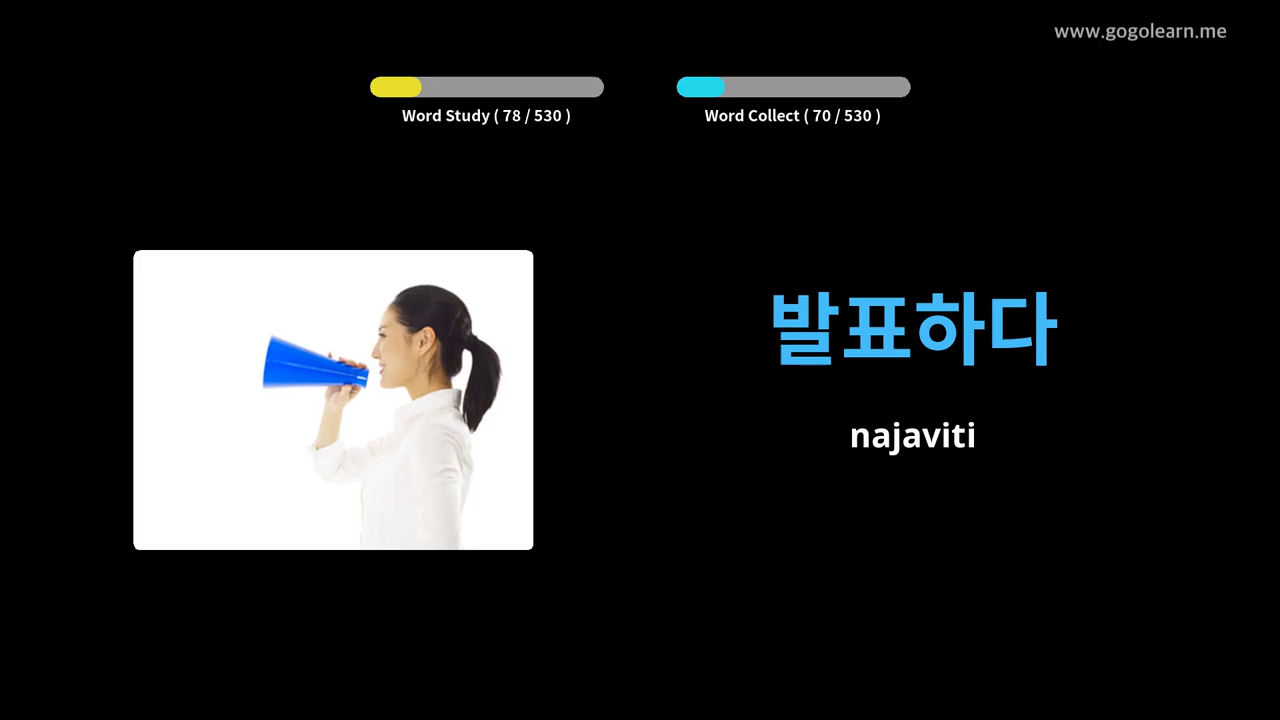 www.gogolearn.me
Word Study ( 78 / 530 )
Word Collect ( 70 / 530 )
발표하다
najaviti